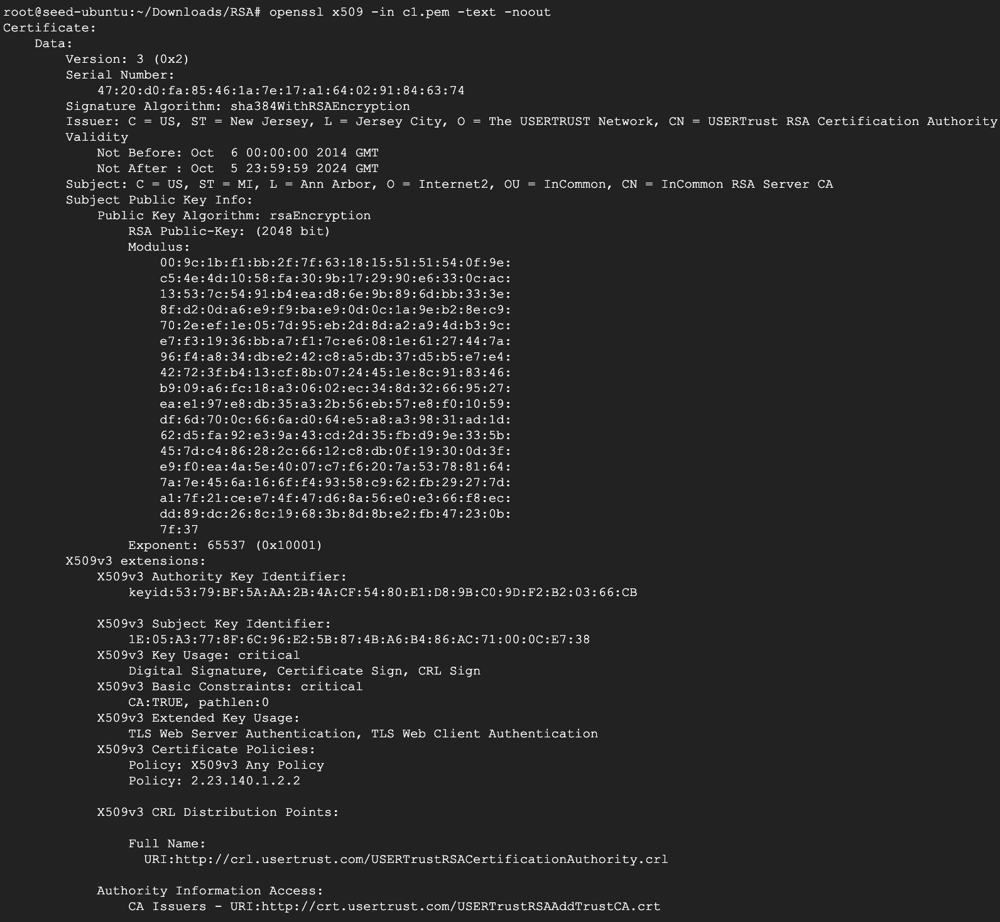 root@seed-ubuntu:~/Downloads/RSA# openssl x509 -in c1.pem -text -noout
Certificate:
    Data:
        Version: 3 (0x2)
        Serial Number:
            47:20:d0:fa:85:46:1a:7e:17:a1:64:02:91:84:63:74
        Signature Algorithm: sha384WithRSAEncryption
        Issuer: C = US, ST = New Jersey, L = Jersey City, O = The USERTRUST Network, CN = USERTrust RSA Certification Authority
        Validity
            Not Before: Oct  6 00:00:00 2014 GMT
            Not After : Oct  5 23:59:59 2024 GMT
        Subject: C = US, ST = MI, L = Ann Arbor, O = Internet2, OU = InCommon, CN = InCommon RSA Server CA
        Subject Public Key Info:
            Public Key Algorithm: rsaEncryption
                RSA Public-Key: (2048 bit)
                Modulus:
                    00:9c:1b:f1:bb:2f:7f:63:18:15:51:51:54:0f:9e:
                    c5:4e:4d:10:58:fa:30:9b:17:29:90:e6:33:0c:ac:
                    13:53:7c:54:91:b4:ea:d8:6e:9b:89:6d:bb:33:3e:
                    8f:d2:0d:a6:e9:f9:ba:e9:0d:0c:1a:9e:b2:8e:c9:
                    70:2e:ef:1e:05:7d:95:eb:2d:8d:a2:a9:4d:b3:9c:
                    e7:f3:19:36:bb:a7:f1:7c:e6:08:1e:61:27:44:7a:
                    96:f4:a8:34:db:e2:42:c8:a5:db:37:d5:b5:e7:e4:
                    42:72:3f:b4:13:cf:8b:07:24:45:1e:8c:91:83:46:
                    b9:09:a6:fc:18:a3:06:02:ec:34:8d:32:66:95:27:
                    ea:e1:97:e8:db:35:a3:2b:56:eb:57:e8:f0:10:59:
                    df:6d:70:0c:66:6a:d0:64:e5:a8:a3:98:31:ad:1d:
                    62:d5:fa:92:e3:9a:43:cd:2d:35:fb:d9:9e:33:5b:
                    45:7d:c4:86:28:2c:66:12:c8:db:0f:19:30:0d:3f:
                    e9:f0:ea:4a:5e:40:07:c7:f6:20:7a:53:78:81:64:
                    7a:7e:45:6a:16:6f:f4:93:58:c9:62:fb:29:27:7d:
                    a1:7f:21:ce:e7:4f:47:d6:8a:56:e0:e3:66:f8:ec:
                    dd:89:dc:26:8c:19:68:3b:8d:8b:e2:fb:47:23:0b:
                    7f:37
                Exponent: 65537 (0x10001)
        X509v3 extensions:
            X509v3 Authority Key Identifier:
                keyid:53:79:BF:5A:AA:2B:4A:CF:54:80:E1:D8:9B:C0:9D:F2:B2:03:66:CB

            X509v3 Subject Key Identifier:
                1E:05:A3:77:8F:6C:96:E2:5B:87:4B:A6:B4:86:AC:71:00:0C:E7:38
            X509v3 Key Usage: critical
                Digital Signature, Certificate Sign, CRL Sign
            X509v3 Basic Constraints: critical
                CA:TRUE, pathlen:0
            X509v3 Extended Key Usage:
                TLS Web Server Authentication, TLS Web Client Authentication
            X509v3 Certificate Policies:
                Policy: X509v3 Any Policy
                Policy: 2.23.140.1.2.2

            X509v3 CRL Distribution Points:

                Full Name:
                  URI:http://crl.usertrust.com/USERTrustRSACertificationAuthority.crl

            Authority Information Access:
                CA Issuers - URI:http://crt.usertrust.com/USERTrustRSAAddTrustCA.crt